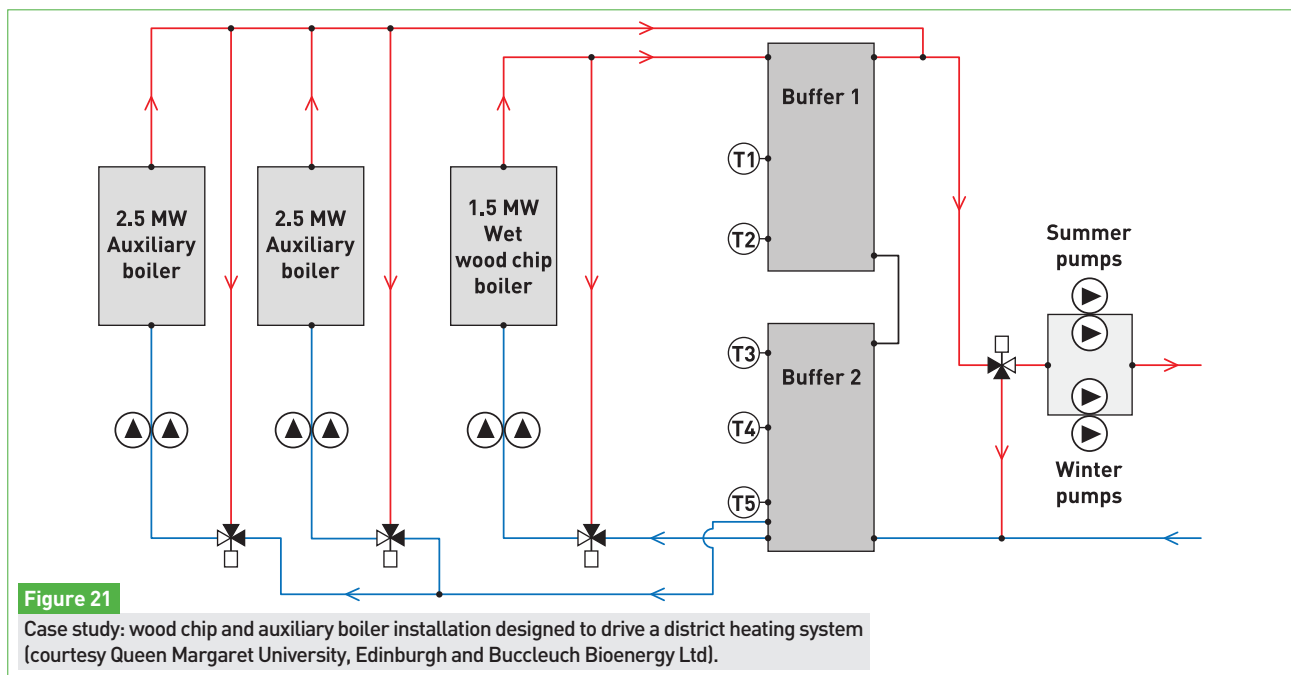 Buffer 1
T1
T2
2.5 MW
Auxiliary
boiler
2.5 MW
Auxiliary
boiler
1.5 MW
Wet
wood chip
boiler
Summer
pumps
Buffer 2
T3
T4
T5
Winter
pumps
Figure 21
Case study: wood chip and auxiliary boiler installation designed to drive a district heating system
(courtesy Queen Margaret University, Edinburgh and Buccleuch Bioenergy Ltd).